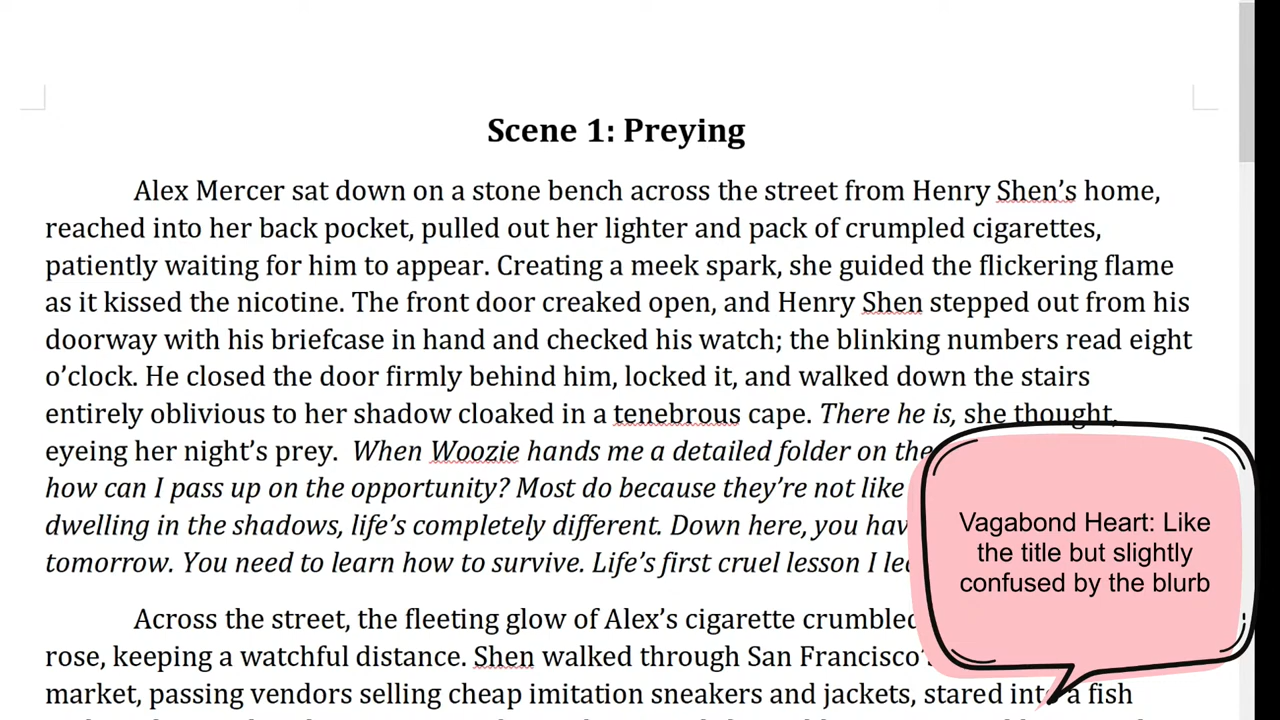 Scene 1: Preying
Alex Mercer sat down on a stone bench across the street from Henry Shen’s home,
reached into her back pocket, pulled out her lighter and pack of crumpled cigarettes,
patiently waiting for him to appear. Creating a meek spark, she guided the flickering flame
as it kissed the nicotine. The front door creaked open, and Henry Shen stepped out from his
doorway with his briefcase in hand and checked his watch; the blinking numbers read eight
o’clock. He closed the door firmly behind him, locked it, and walked down the stairs
entirely oblivious to her shadow cloaked in a tenebrous cape. There he is, she thought,
eyeing her night’s prey. When Woozie hands me a detailed folder on the
how can I pass up on the opportunity? Most do because they’re not like
dwelling in the shadows, life’s completely different. Down here, you
tomorrow. You need to learn how to survive. Life’s first cruel lesson I
Across the street, the fleeting glow of Alex’s cigarette crumbled
rose, keeping a watchful distance. Shen walked through San Francisco’
market, passing vendors selling cheap imitation sneakers and jackets, stared into a fish
Vagabond Heart: Like
the title but slightly
confused by the blurb